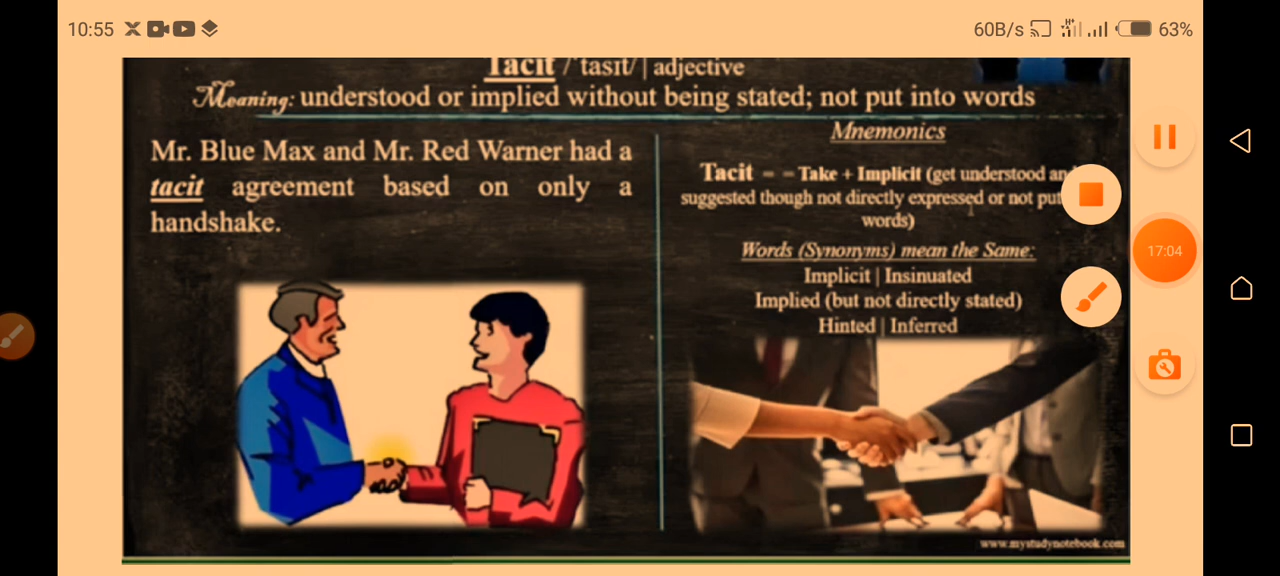 10:55
60B/s
63%
Tacit /ˈtasɪt/ | adjective
Meaning: understood or implied without being stated; not put into words
Mr. Blue Max and Mr. Red Warner had a
tacit agreement based on only a
handshake.
Mnemonics
Tacit = = Take + Implicit (get understood an
suggested though not directly expressed or not put
words)
Words (Synonyms) mean the Same:
Implicit | Insinuated
Implied (but not directly stated)
Hinted | Inferred
www.mystudynotebook.com
17:04